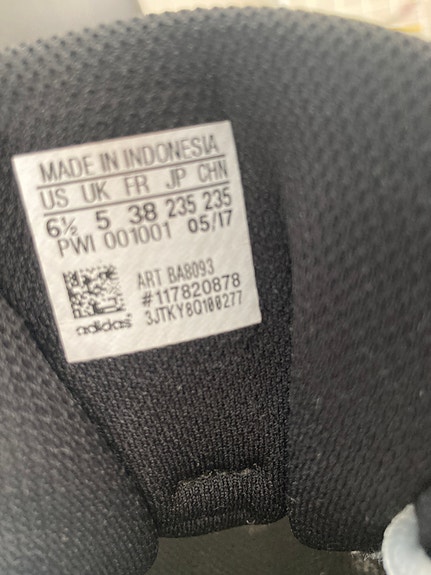 MADE IN INDONESIA
US UK FR JP CHN
6½ 5 38 235 235
PWI 001001 05/17
ART BA8093
#117820878
3JTKY8Q100277
adidas